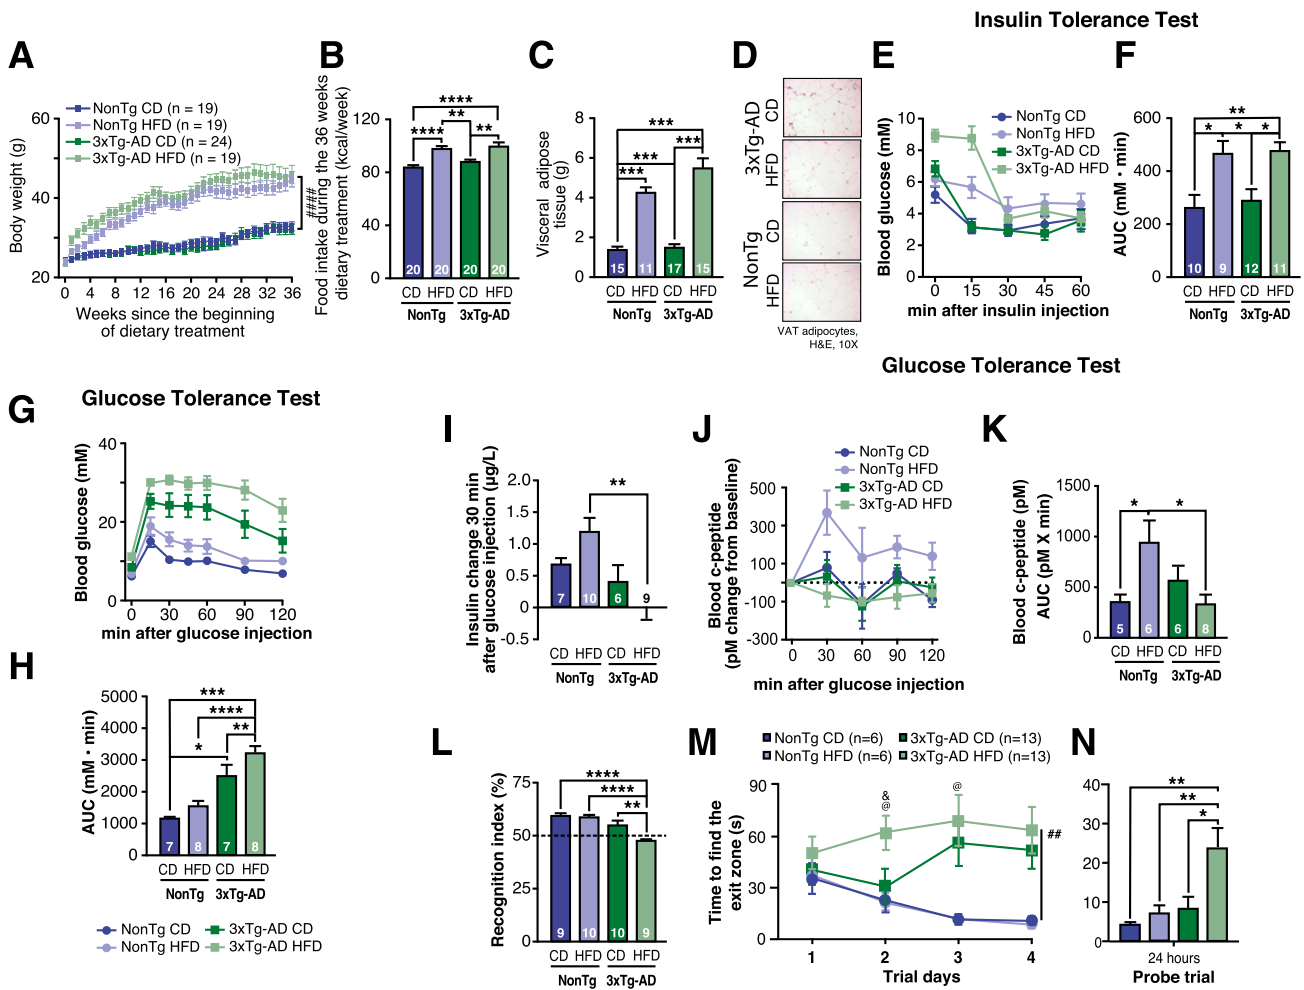 Insulin Tolerance Test
A
NonTg CD (n = 19)
NonTg HFD (n = 19)
3xTg-AD CD (n = 24)
3xTg-AD HFD (n = 19)
Body weight (g)
60
40
20
####
####
0 4 8 12 16 20 24 28 32 36
Weeks since the beginning
of dietary treatment
B
Food intake during the 36 weeks
dietary treatment (kcal/week)
120
80
40
0
****
**
**** **
20 20 20 20
CD HFD CD HFD
NonTg 3xTg-AD
C
Visceral adipose
tissue (g)
8
6
4
2
0
***
*** ***
***
15 11 17 15
CD HFD CD HFD
NonTg 3xTg-AD
D
3xTg-AD
CD
HFD
NonTg
CD
HFD
VAT adipocytes,
H&E, 10X
E
Blood glucose (mM)
10
8
6
4
2
0
NonTg CD
NonTg HFD
3xTg-AD CD
3xTg-AD HFD
0 15 30 45 60
min after insulin injection
F
AUC (mM · min)
600
400
200
0
**
* * *
10 9 12 11
CD HFD CD HFD
NonTg 3xTg-AD
Glucose Tolerance Test
G
Glucose Tolerance Test
Blood glucose (mM)
40
20
0
0 30 60 90 120
min after glucose injection
H
AUC (mM · min)
5000
4000
3000
2000
1000
0
***
****
**
*
7 8 7 8
CD HFD CD HFD
NonTg 3xTg-AD
NonTg CD 3xTg-AD CD
NonTg HFD 3xTg-AD HFD
I
Insulin change 30 min
after glucose injection (µg/L)
2.0
1.5
1.0
0.5
0
-0.5
**
7 10 6 9
CD HFD CD HFD
NonTg 3xTg-AD
J
Blood c-peptide
(pM change from baseline)
NonTg CD
NonTg HFD
3xTg-AD CD
3xTg-AD HFD
500
300
100
-100
-300
0 30 60 90 120
min after glucose injection
K
Blood c-peptide (pM)
AUC (pM X min)
1500
1000
500
0
* *
5 6 6 8
CD HFD CD HFD
NonTg 3xTg-AD
L
Recognition index (%)
75
50
25
0
****
****
**
9 10 10 9
CD HFD CD HFD
NonTg 3xTg-AD
M
NonTg CD (n=6) 3xTg-AD CD (n=13)
NonTg HFD (n=6) 3xTg-AD HFD (n=13)
Time to find the
exit zone (s)
90
60
30
0
&
@
@
##
1 2 3 4
Trial days
N
40
30
20
10
0
**
**
*
24 hours
Probe trial